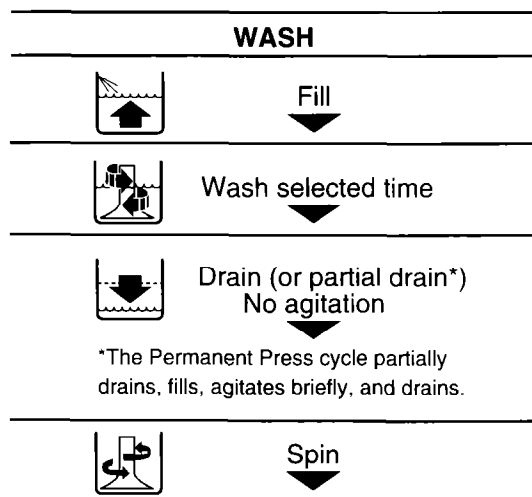 WASH
Fill
Wash selected time
Drain (or partial drain*)
No agitation
*The Permanent Press cycle partially
drains, fills, agitates briefly, and drains.
Spin